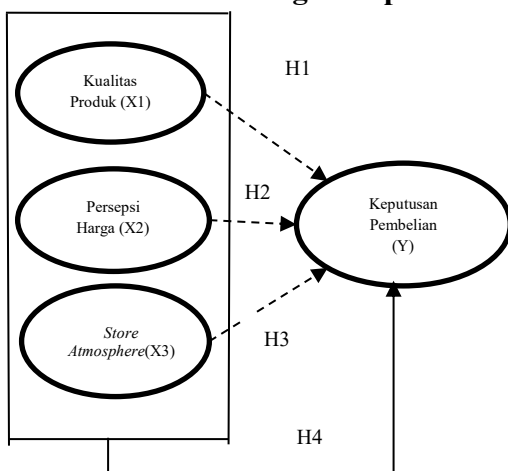 H1
Kualitas
Produk (X1)
H2
Persepsi
Harga (X2)
Keputusan
Pembelian
(Y)
Store
Atmosphere(X3)
H3
H4